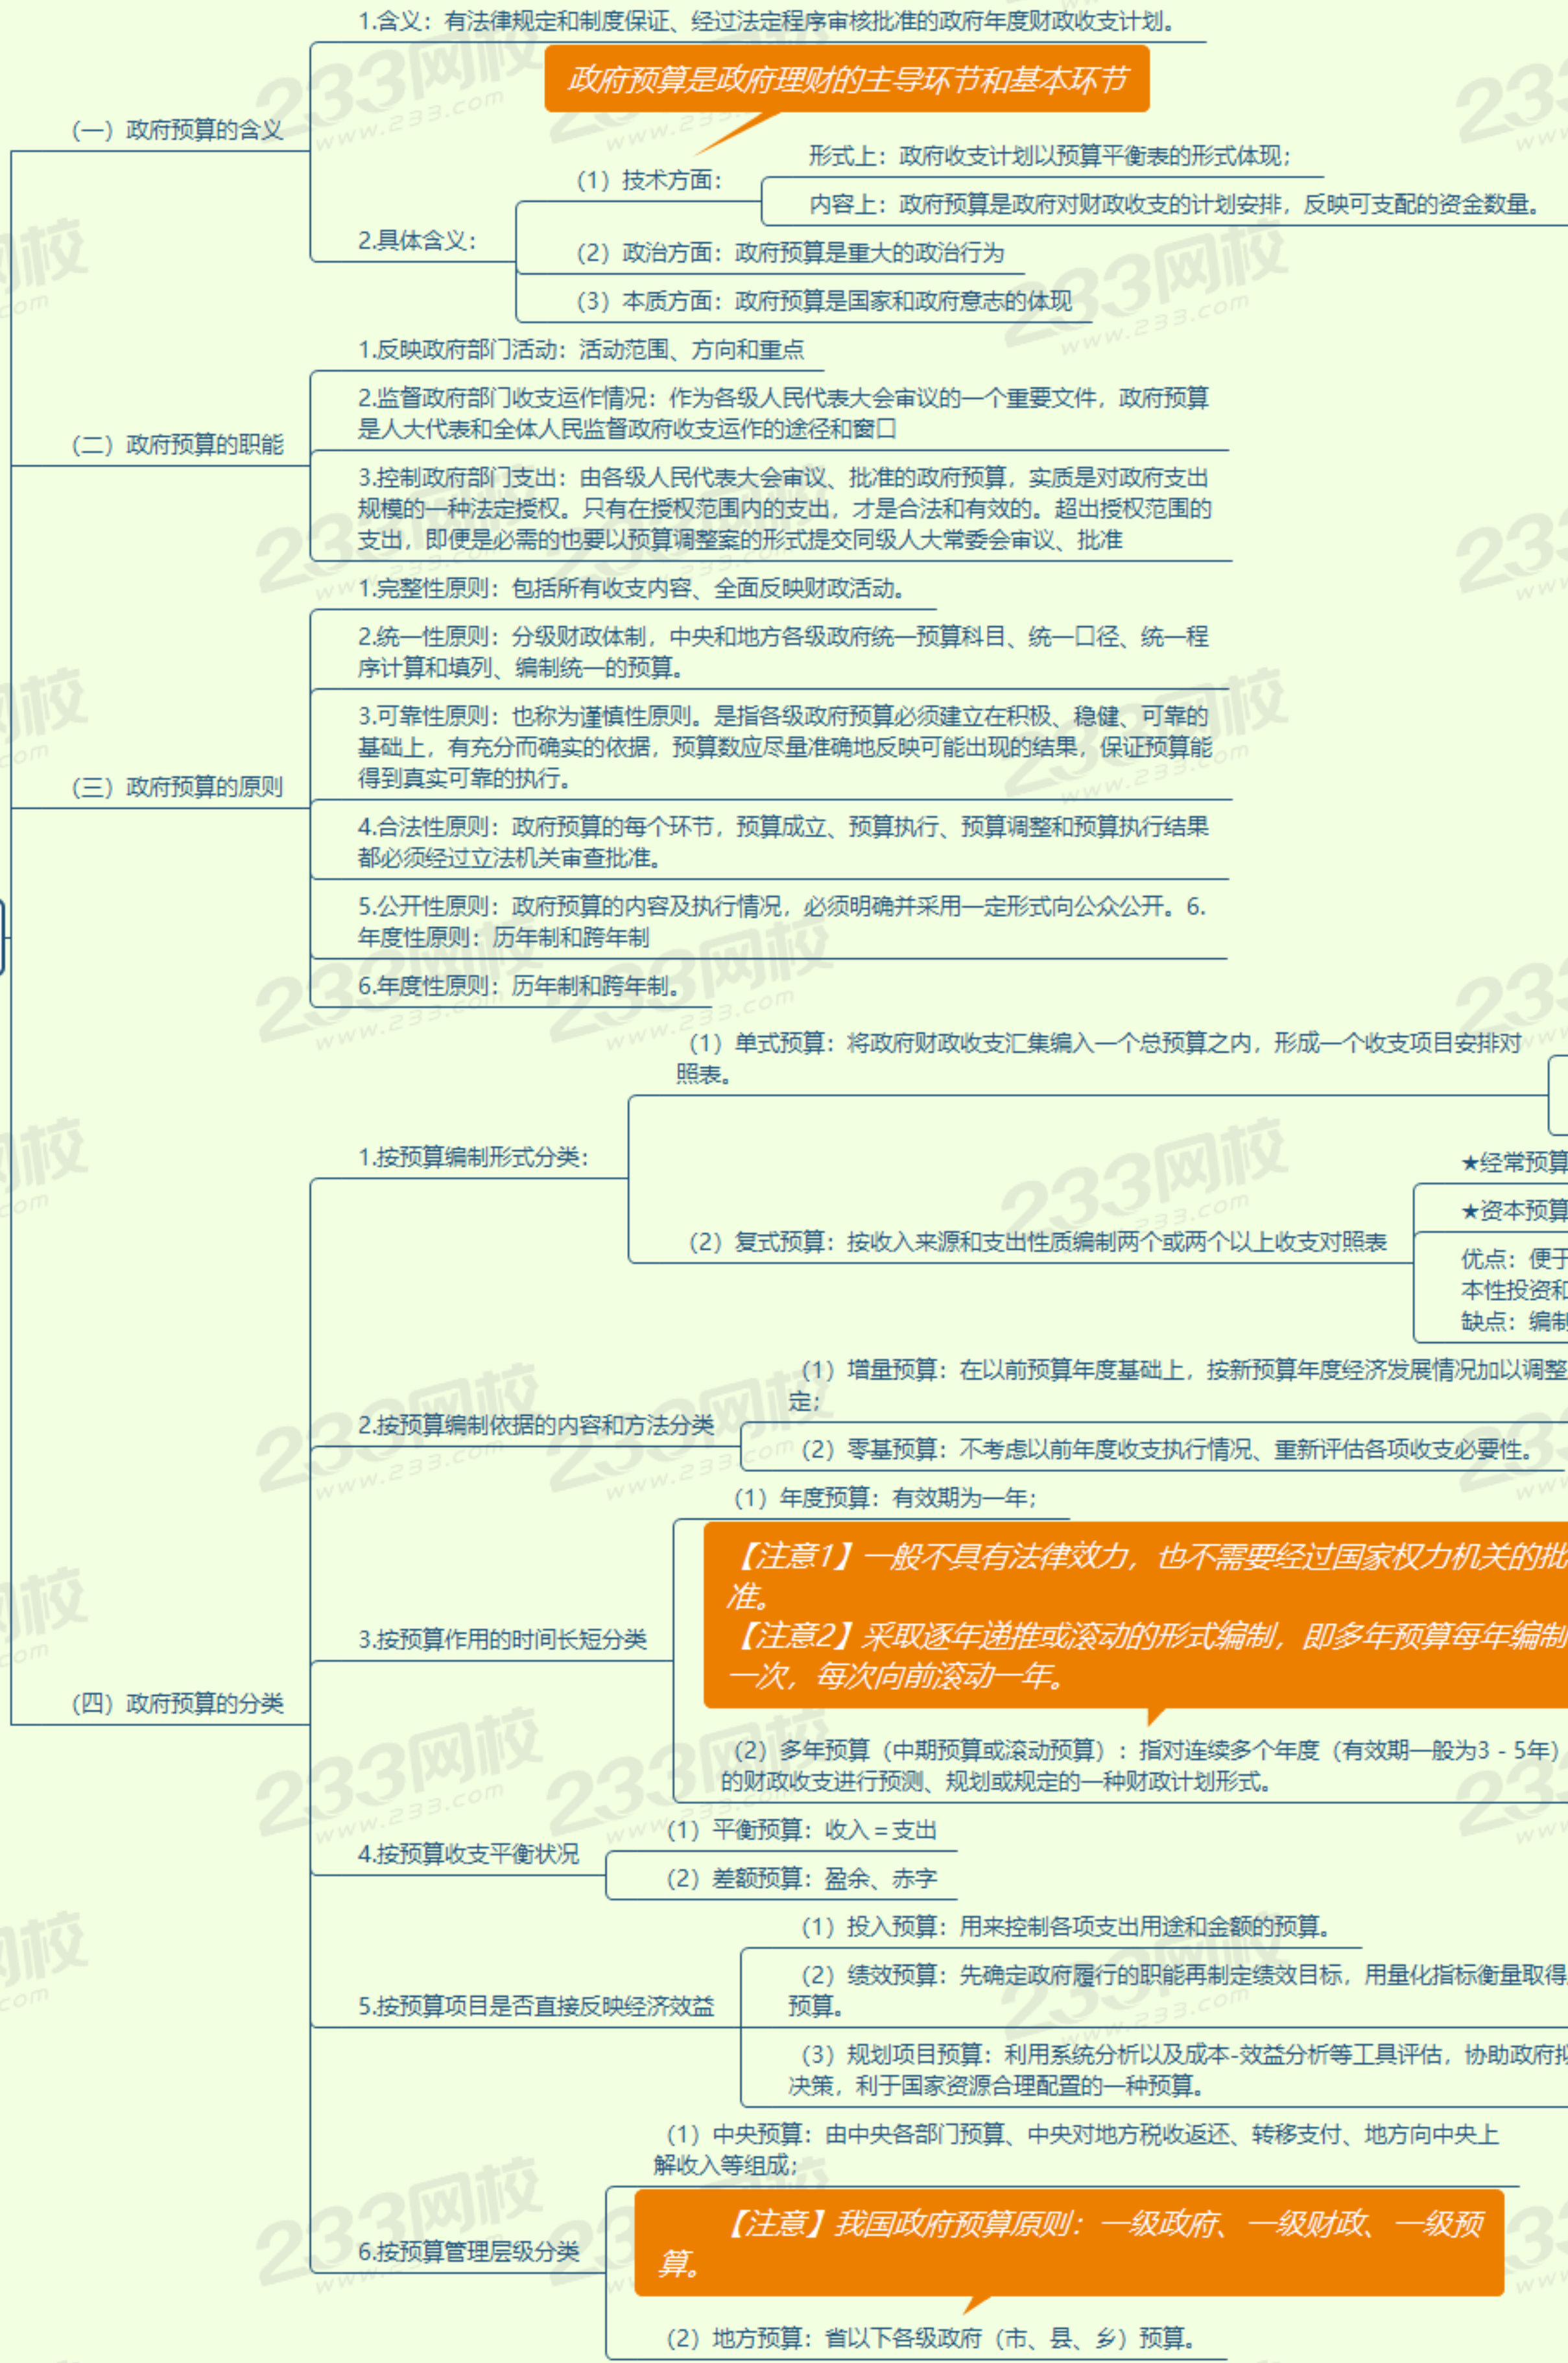 1.含义：有法律规定和制度保证、经过法定程序审核批准的政府年度财政收支计划。
政府预算是政府理财的主导环节和基本环节
（一）政府预算的含义
（1）技术方面：
形式上：政府收支计划以预算平衡表的形式体现；
内容上：政府预算是政府对财政收支的计划安排，反映可支配的资金数量。
2.具体含义：
（2）政治方面：政府预算是重大的政治行为
（3）本质方面：政府预算是国家和政府意志的体现
1.反映政府部门活动：活动范围、方向和重点
2.监督政府部门收支运作情况：作为各级人民代表大会审议的一个重要文件，政府预算
是人大代表和全体人民监督政府收支运作的途径和窗口
（二）政府预算的职能
3.控制政府部门支出：由各级人民代表大会审议、批准的政府预算，实质是对政府支出
规模的一种法定授权。只有在授权范围内的支出，才是合法和有效的。超出授权范围的
支出，即便是必需的也要以预算调整案的形式提交同级人大常委会审议、批准
1.完整性原则：包括所有收支内容、全面反映财政活动。
2.统一性原则：分级财政体制，中央和地方各级政府统一预算科目、统一口径、统一程
序计算和填列、编制统一的预算。
3.可靠性原则：也称为谨慎性原则。是指各级政府预算必须建立在积极、稳健、可靠的
基础上，有充分而确实的依据，预算数应尽量准确地反映可能出现的结果，保证预算能
得到真实可靠的执行。
（三）政府预算的原则
4.合法性原则：政府预算的每个环节，预算成立、预算执行、预算调整和预算执行结果
都必须经过立法机关审查批准。
5.公开性原则：政府预算的内容及执行情况，必须明确并采用一定形式向公众公开。6.
年度性原则：历年制和跨年制
6.年度性原则：历年制和跨年制。
（1）单式预算：将政府财政收支汇集编入一个总预算之内，形成一个收支项目安排对
照表。
1.按预算编制形式分类：
★经常预算
★资本预算
（2）复式预算：按收入来源和支出性质编制两个或两个以上收支对照表
优点：便于
本性投资和
缺点：编制
（1）增量预算：在以前预算年度基础上，按新预算年度经济发展情况加以调整
定；
2.按预算编制依据的内容和方法分类
（2）零基预算：不考虑以前年度收支执行情况、重新评估各项收支必要性。
（1）年度预算：有效期为一年；
【注意1】一般不具有法律效力，也不需要经过国家权力机关的批
准。
【注意2】采取逐年递推或滚动的形式编制，即多年预算每年编制
一次，每次向前滚动一年。
3.按预算作用的时间长短分类
（四）政府预算的分类
（2）多年预算（中期预算或滚动预算）：指对连续多个年度（有效期一般为3 - 5年）
的财政收支进行预测、规划或规定的一种财政计划形式。
（1）平衡预算：收入 = 支出
4.按预算收支平衡状况
（2）差额预算：盈余、赤字
（1）投入预算：用来控制各项支出用途和金额的预算。
（2）绩效预算：先确定政府履行的职能再制定绩效目标，用量化指标衡量取得
预算。
5.按预算项目是否直接反映经济效益
（3）规划项目预算：利用系统分析以及成本-效益分析等工具评估，协助政府拟
决策，利于国家资源合理配置的一种预算。
（1）中央预算：由中央各部门预算、中央对地方税收返还、转移支付、地方向中央上
解收入等组成；
【注意】我国政府预算原则：一级政府、一级财政、一级预
算。
6.按预算管理层级分类
（2）地方预算：省以下各级政府（市、县、乡）预算。
233网校
www.233.com